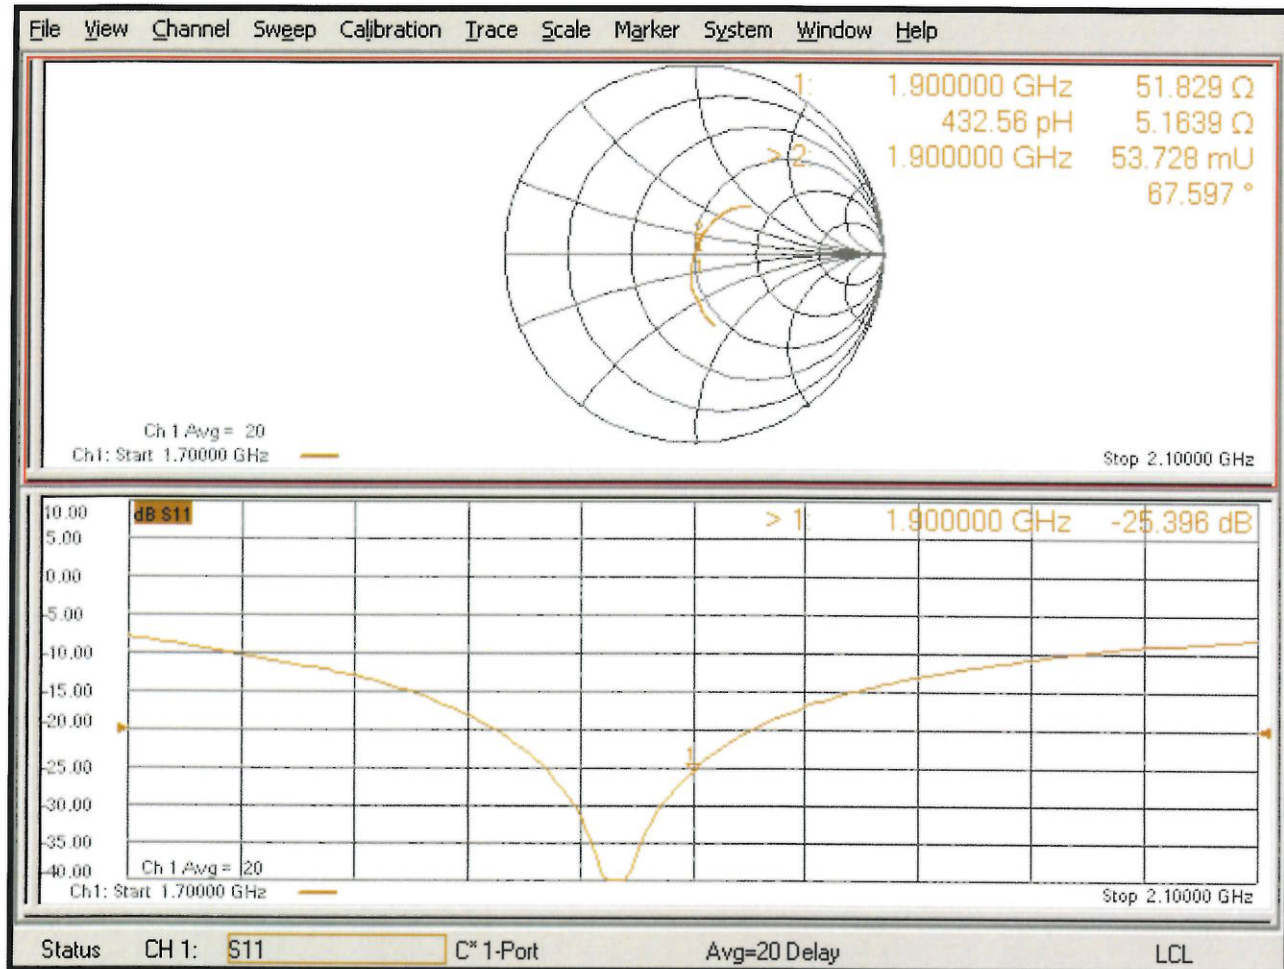 File View Channel Sweep Calibration Trace Scale Marker System Window Help
1: 1.900000 GHz 51.829 Ω
432.56 pH 5.1639 Ω
> 2: 1.900000 GHz 53.728 mU
67.597 °
Ch 1 Avg = 20
Ch1: Start 1.70000 GHz
Stop 2.10000 GHz
10.00 dB S11 > 1: 1.900000 GHz -25.396 dB
5.00
0.00
-5.00
-10.00
-15.00
-20.00
-25.00
1
-30.00
-35.00
-40.00
Ch 1 Avg = 20
Ch1: Start 1.70000 GHz
Stop 2.10000 GHz
Status CH 1: S11 C* 1-Port Avg=20 Delay LCL